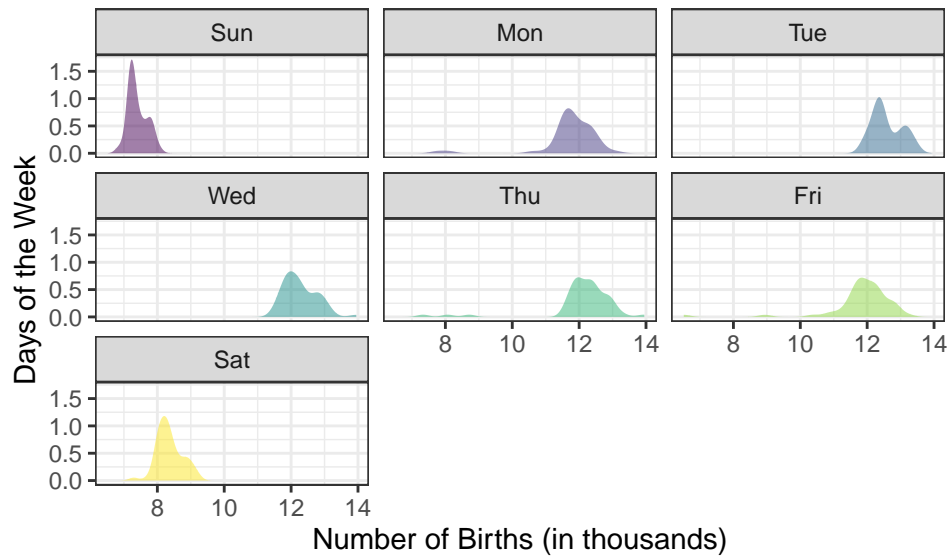 Sun Mon Tue
1.5
1.0
0.5
0.0
Wed Thu Fri
1.5
1.0
0.5
0.0
8 10 12 14 8 10 12 14
Sat
1.5
1.0
0.5
0.0
8 10 12 14
Days of the Week
Number of Births (in thousands)